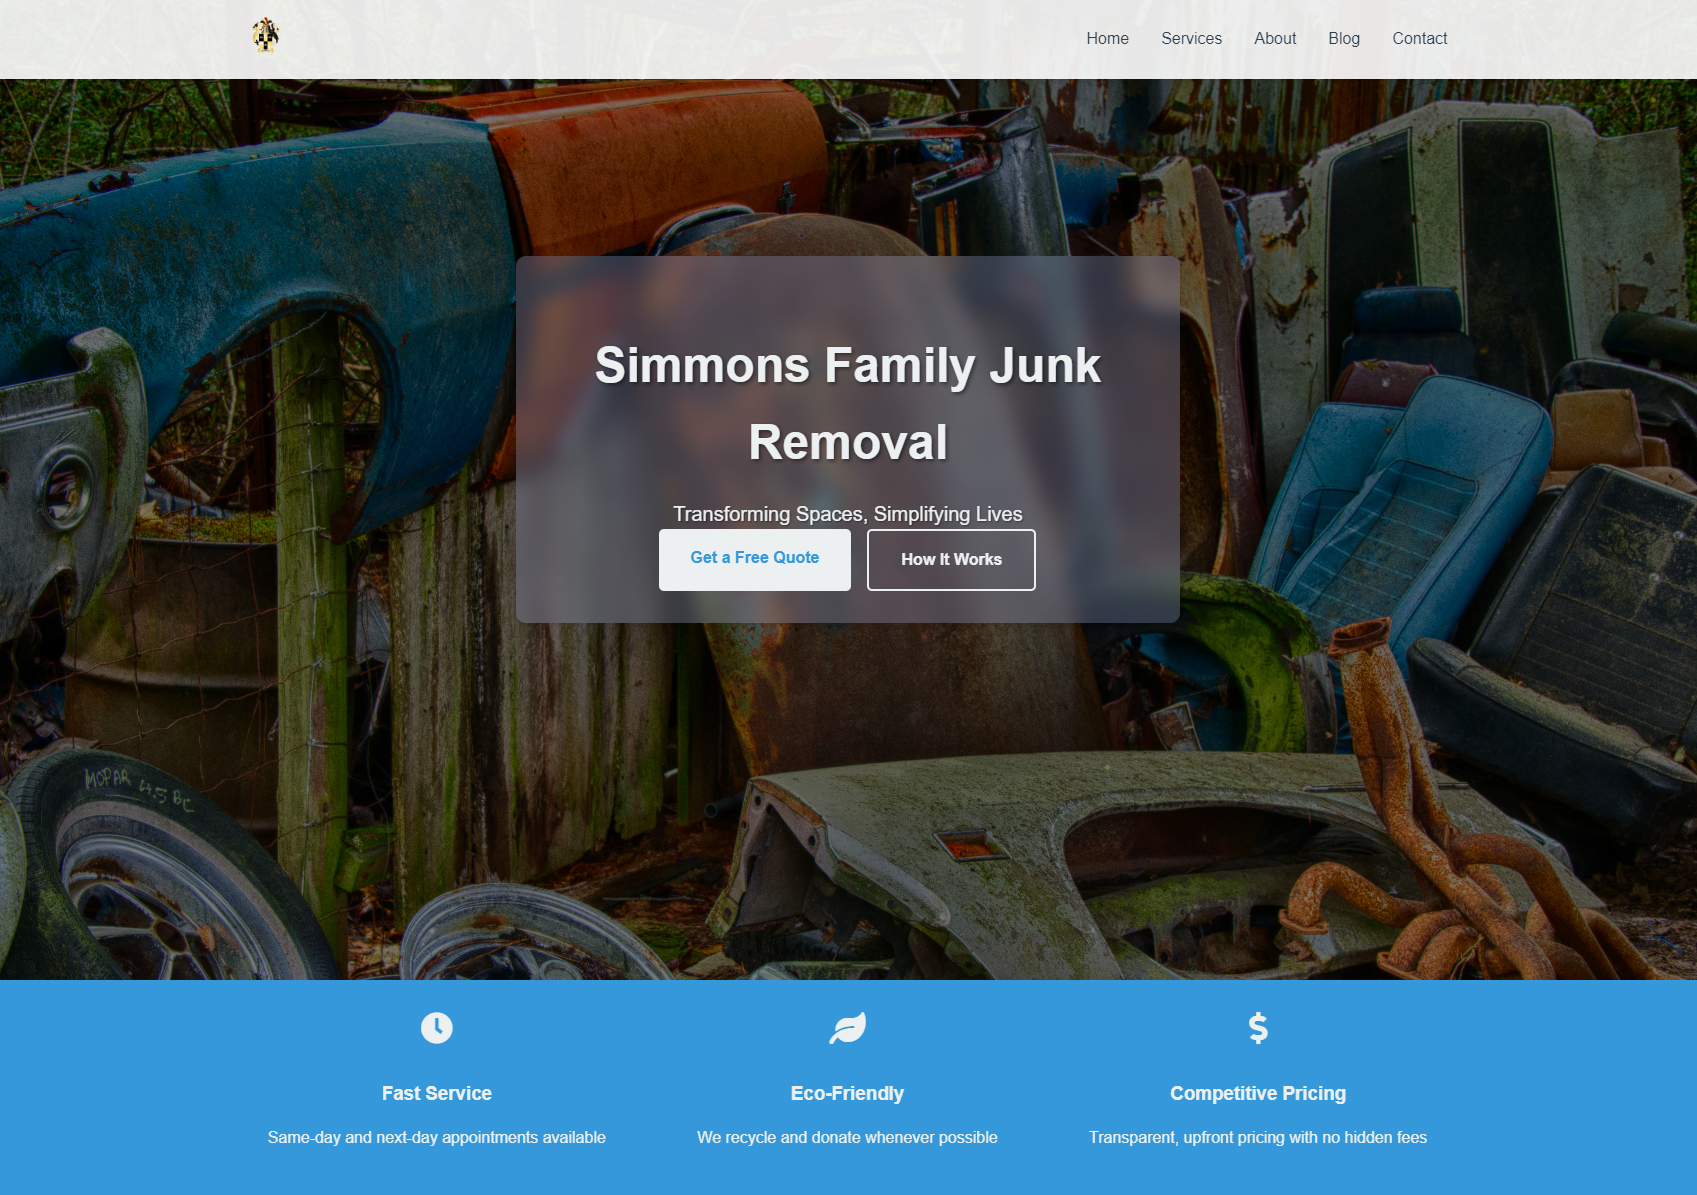 Home Services About Blog Contact
Simmons Family Junk
Removal
Transforming Spaces, Simplifying Lives
Get a Free Quote How It Works
MOPAR 4.5 BC
Fast Service Eco-Friendly Competitive Pricing
Same-day and next-day appointments available We recycle and donate whenever possible Transparent, upfront pricing with no hidden fees